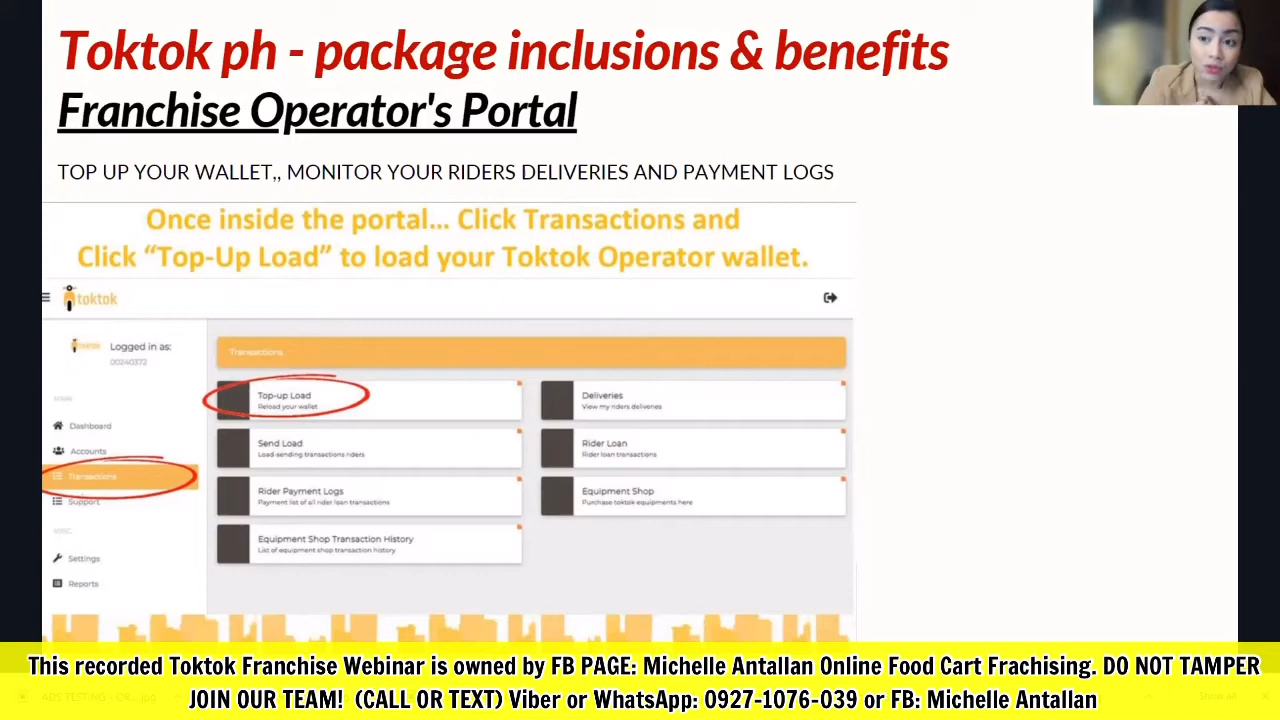 Toktok ph - package inclusions & benefits
Franchise Operator's Portal
TOP UP YOUR WALLET,, MONITOR YOUR RIDERS DELIVERIES AND PAYMENT LOGS
Once inside the portal... Click Transactions and
Click “Top-Up Load” to load your Toktok Operator wallet.
toktok
Logged in as:
00240372
Dashboard
Accounts
Transactions
Support
Settings
Reports
Transactions
Top-up Load
Reload your wallet
Deliveries
View my riders deliveries
Send Load
Load sending transactions riders
Rider Loan
Rider loan transactions
Rider Payment Logs
Payment list of all rider loan transactions
Equipment Shop
Purchase toktok equipments here
Equipment Shop Transaction History
List of equipment shop transaction history
This recorded Toktok Franchise Webinar is owned by FB PAGE: Michelle Antallan Online Food Cart Frachising. DO NOT TAMPER
JOIN OUR TEAM! (CALL OR TEXT) Viber or WhatsApp: 0927-1076-039 or FB: Michelle Antallan
Show all